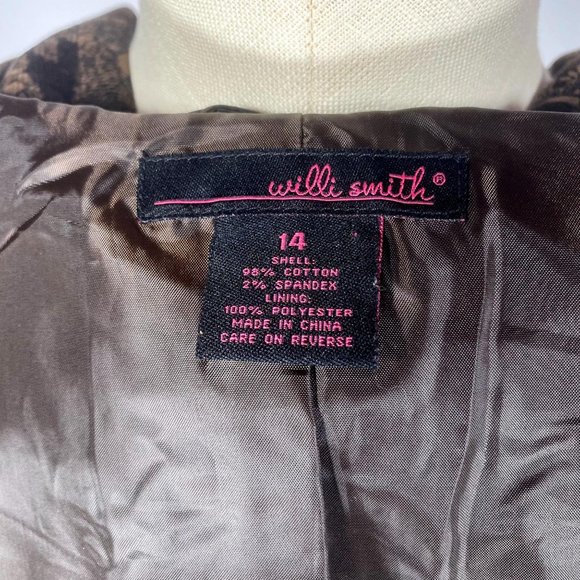 willi smith®
14
SHELL:
98% COTTON
2% SPANDEX
LINING:
100% POLYESTER
MADE IN CHINA
CARE ON REVERSE